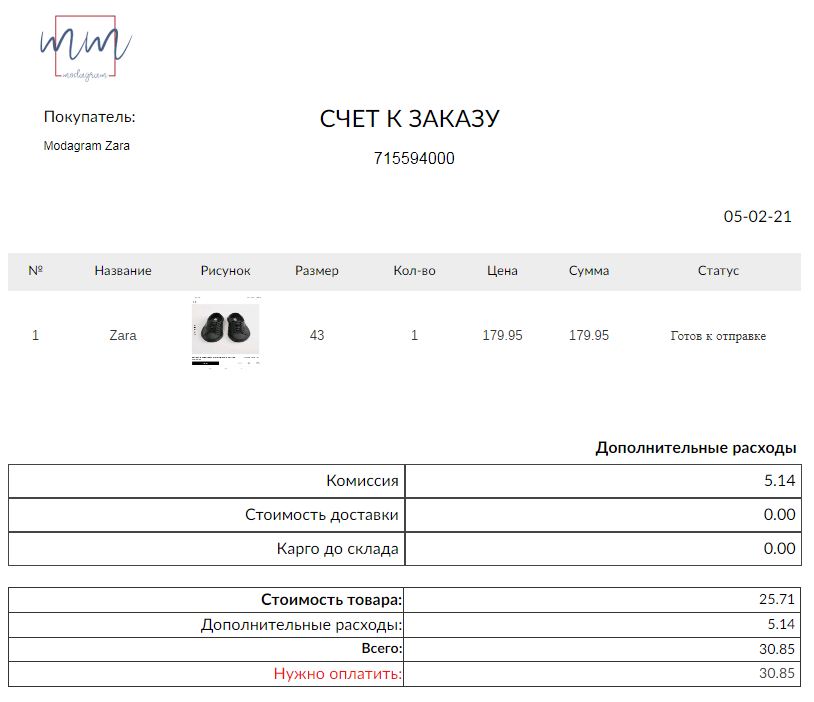 mm
modagram
Покупатель:
СЧЕТ К ЗАКАЗУ
Modagram Zara
715594000
05-02-21
№ Название Рисунок Размер Кол-во Цена Сумма Статус
1 Zara 43 1 179.95 179.95 Готов к отправке
Дополнительные расходы
Комиссия 5.14
Стоимость доставки 0.00
Карго до склада 0.00
Стоимость товара: 25.71
Дополнительные расходы: 5.14
Всего: 30.85
Нужно оплатить: 30.85